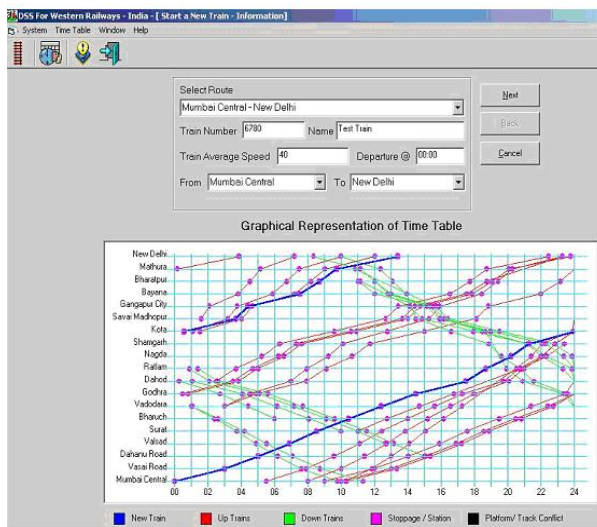 DSS For Western Railways - India - [ Start a New Train - Information]
System Time Table Window Help
Select Route
Mumbai Central - New Delhi
Train Number 6780 Name Test Train
Train Average Speed 40 Departure @ 00:03
From Mumbai Central To New Delhi
Next
Back
Cancel
Graphical Representation of Time Table
New Delhi
Mathura
Bharatpur
Bayana
Gangapur City
Savai Madhopur
Kota
Shamgarh
Nagda
Ratlam
Dahod
Godhra
Vadodara
Bharuch
Surat
Valsad
Dahanu Road
Vasai Road
Mumbai Central
00 02 04 06 08 10 12 14 16 18 20 22 24
New Train Up Trains Down Trains Stoppage / Station Platform/ Track Conflict